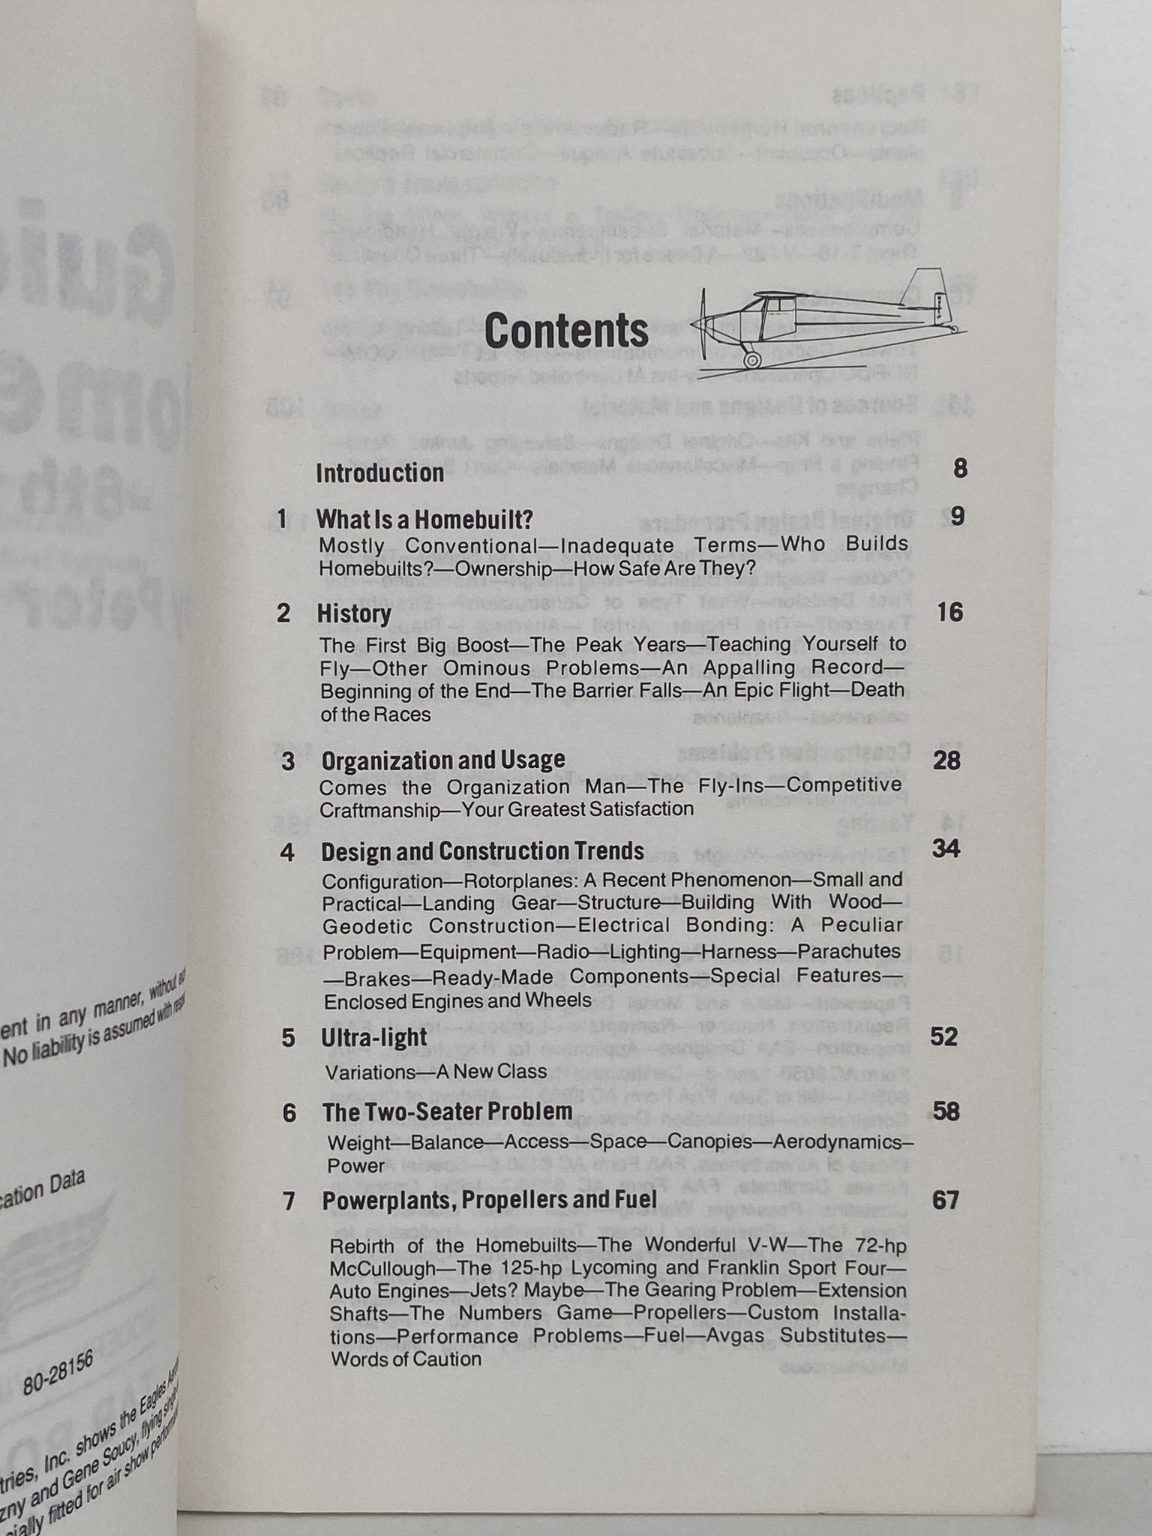 Contents
Introduction 8
1 What Is a Homebuilt? 9
Mostly Conventional—Inadequate Terms—Who Builds
Homebuilts?—Ownership—How Safe Are They?
2 History 16
The First Big Boost—The Peak Years—Teaching Yourself to
Fly—Other Ominous Problems—An Appalling Record—
Beginning of the End—The Barrier Falls—An Epic Flight—Death
of the Races
3 Organization and Usage 28
Comes the Organization Man—The Fly-Ins—Competitive
Craftmanship—Your Greatest Satisfaction
4 Design and Construction Trends 34
Configuration—Rotorplanes: A Recent Phenomenon—Small and
Practical—Landing Gear—Structure—Building With Wood—
Geodetic Construction—Electrical Bonding: A Peculiar
Problem—Equipment—Radio—Lighting—Harness—Parachutes
—Brakes—Ready-Made Components—Special Features—
Enclosed Engines and Wheels
5 Ultra-light 52
Variations—A New Class
6 The Two-Seater Problem 58
Weight—Balance—Access—Space—Canopies—Aerodynamics–
Power
7 Powerplants, Propellers and Fuel 67
Rebirth of the Homebuilts—The Wonderful V-W—The 72-hp
McCullough—The 125-hp Lycoming and Franklin Sport Four—
Auto Engines—Jets? Maybe—The Gearing Problem—Extension
Shafts—The Numbers Game—Propellers—Custom Installa-
tions—Performance Problems—Fuel—Avgas Substitutes—
Words of Caution
ent in any manner, without
No liability is assumed with
cation Data
80-28156
tries, Inc. shows the Eagles
zny and Gene Soucy, flying
cially fitted for air show